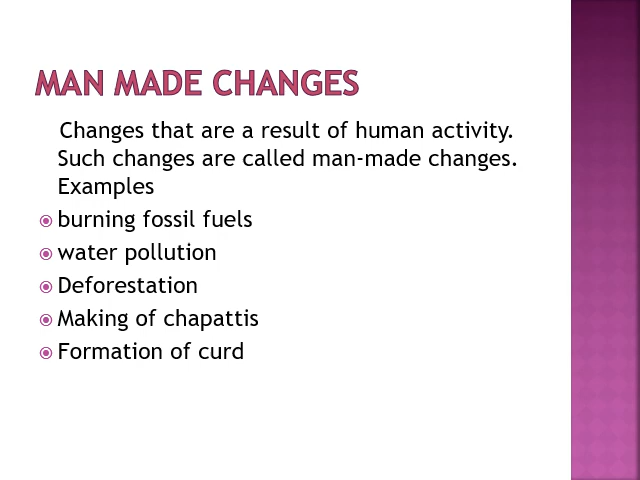 MAN MADE CHANGES
Changes that are a result of human activity.
Such changes are called man-made changes.
Examples
burning fossil fuels
water pollution
Deforestation
Making of chapattis
Formation of curd